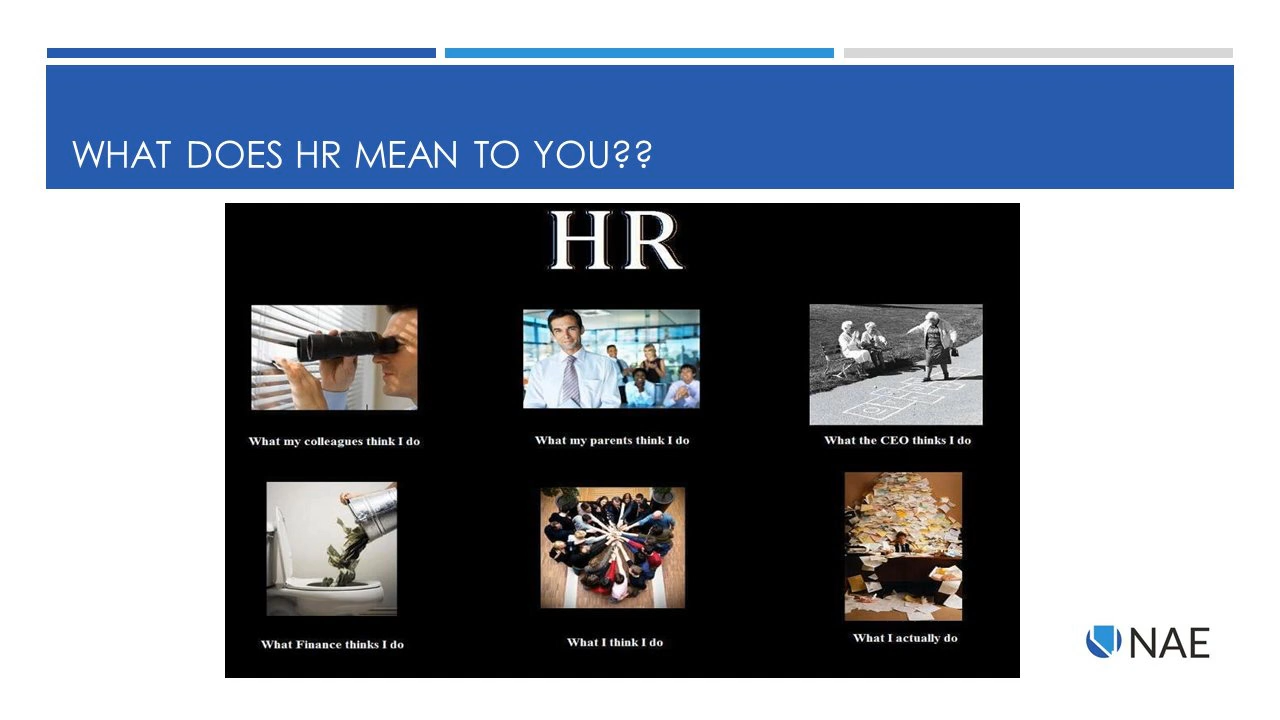 WHAT DOES HR MEAN TO YOU??
HR
What my colleagues think I do
What my parents think I do
What the CEO thinks I do
What Finance thinks I do
What I think I do
What I actually do
NAE